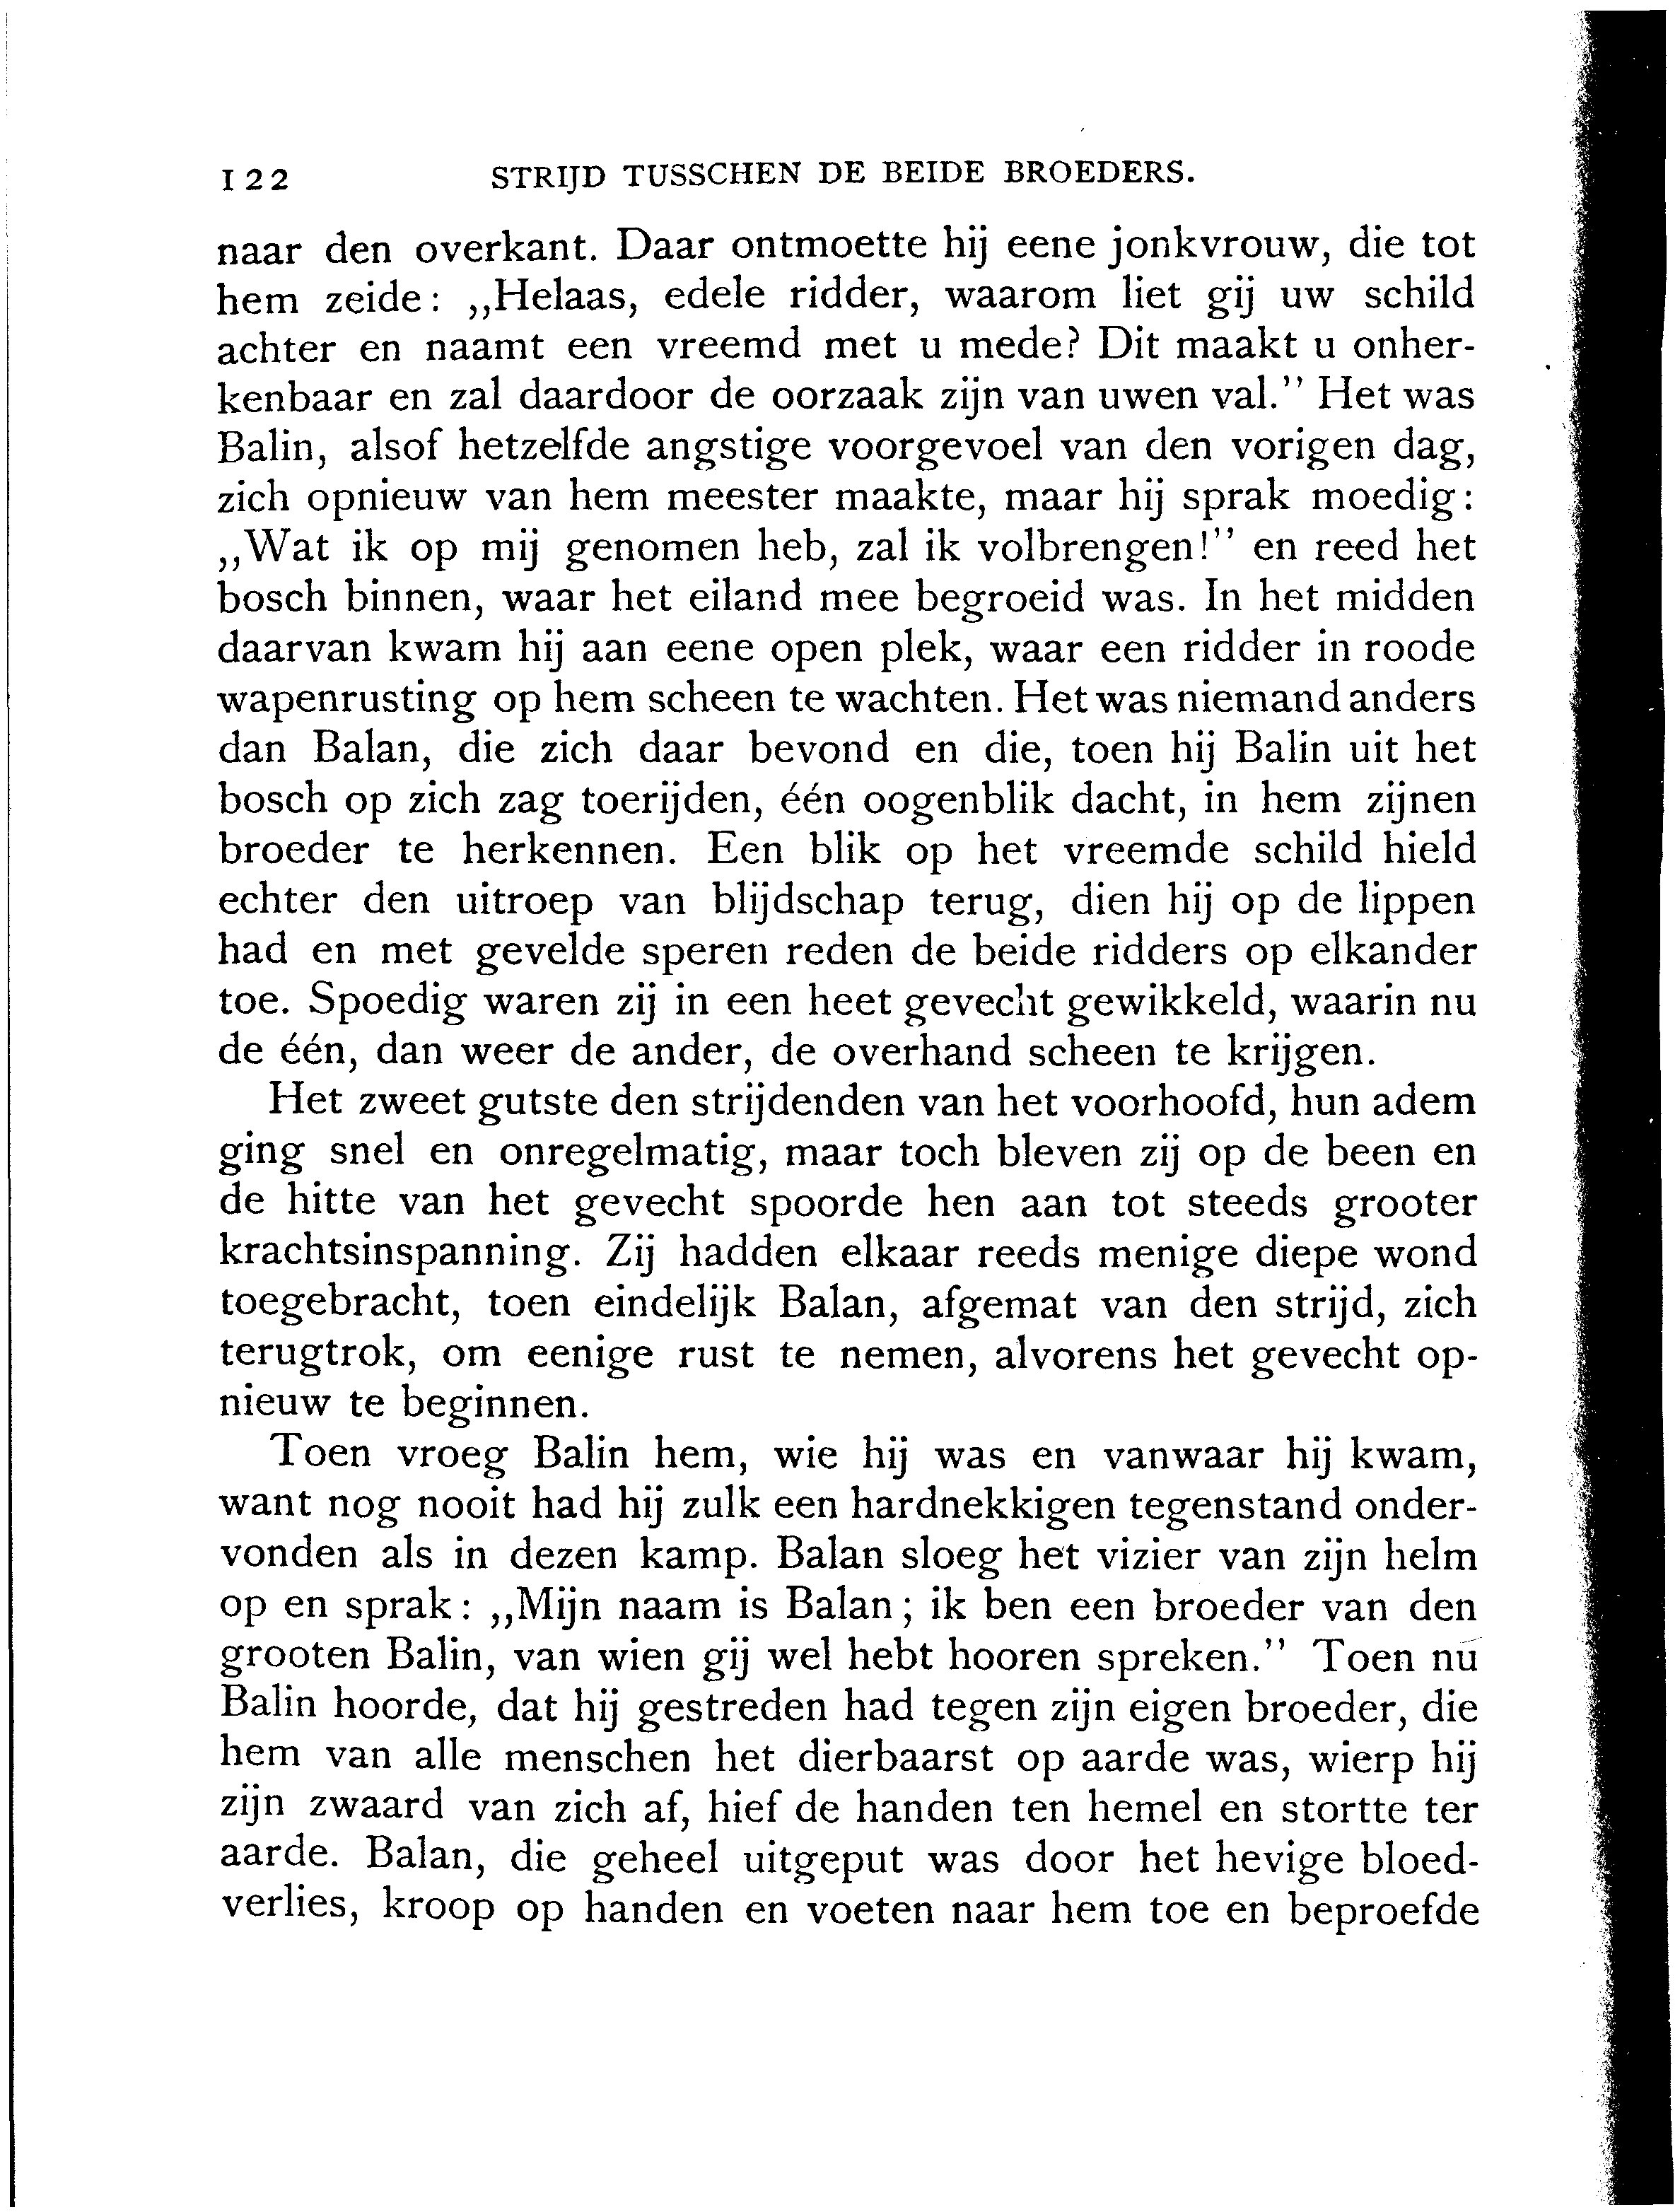 122 STRIJD TUSSCHEN DE BEIDE BROEDERS.
naar den overkant. Daar ontmoette hij eene jonkvrouw, die tot
hem zeide: ,,Helaas, edele ridder, waarom liet gij uw schild
achter en naamt een vreemd met u mede? Dit maakt u onher-
kenbaar en zal daardoor de oorzaak zijn van uwen val.'' Het was
Balin, alsof hetzelfde angstige voorgevoel van den vorigen dag,
zich opnieuw van hem meester maakte, maar hij sprak moedig:
,,Wat ik op mij genomen heb, zal ik volbrengen!'' en reed het
bosch binnen, waar het eiland mee begroeid was. In het midden
daarvan kwam hij aan eene open plek, waar een ridder in roode
wapenrusting op hem scheen te wachten. Het was niemand anders
dan Balan, die zich daar bevond en die, toen hij Balin uit het
bosch op zich zag toerijden, één oogenblik dacht, in hem zijnen
broeder te herkennen. Een blik op het vreemde schild hield
echter den uitroep van blijdschap terug, dien hij op de lippen
had en met gevelde speren reden de beide ridders op elkander
toe. Spoedig waren zij in een heet gevecht gewikkeld, waarin nu
de één, dan weer de ander, de overhand scheen te krijgen.
Het zweet gutste den strijdenden van het voorhoofd, hun adem
ging snel en onregelmatig, maar toch bleven zij op de been en
de hitte van het gevecht spoorde hen aan tot steeds grooter
krachtsinspanning. Zij hadden elkaar reeds menige diepe wond
toegebracht, toen eindelijk Balan, afgemat van den strijd, zich
terugtrok, om eenige rust te nemen, alvorens het gevecht op-
nieuw te beginnen.
Toen vroeg Balin hem, wie hij was en vanwaar hij kwam,
want nog nooit had hij zulk een hardnekkigen tegenstand onder-
vonden als in dezen kamp. Balan sloeg het vizier van zijn helm
op en sprak: ,,Mijn naam is Balan; ik ben een broeder van den
grooten Balin, van wien gij wel hebt hooren spreken.'' Toen nu
Balin hoorde, dat hij gestreden had tegen zijn eigen broeder, die
hem van alle menschen het dierbaarst op aarde was, wierp hij
zijn zwaard van zich af, hief de handen ten hemel en stortte ter
aarde. Balan, die geheel uitgeput was door het hevige bloed-
verlies, kroop op handen en voeten naar hem toe en beproefde